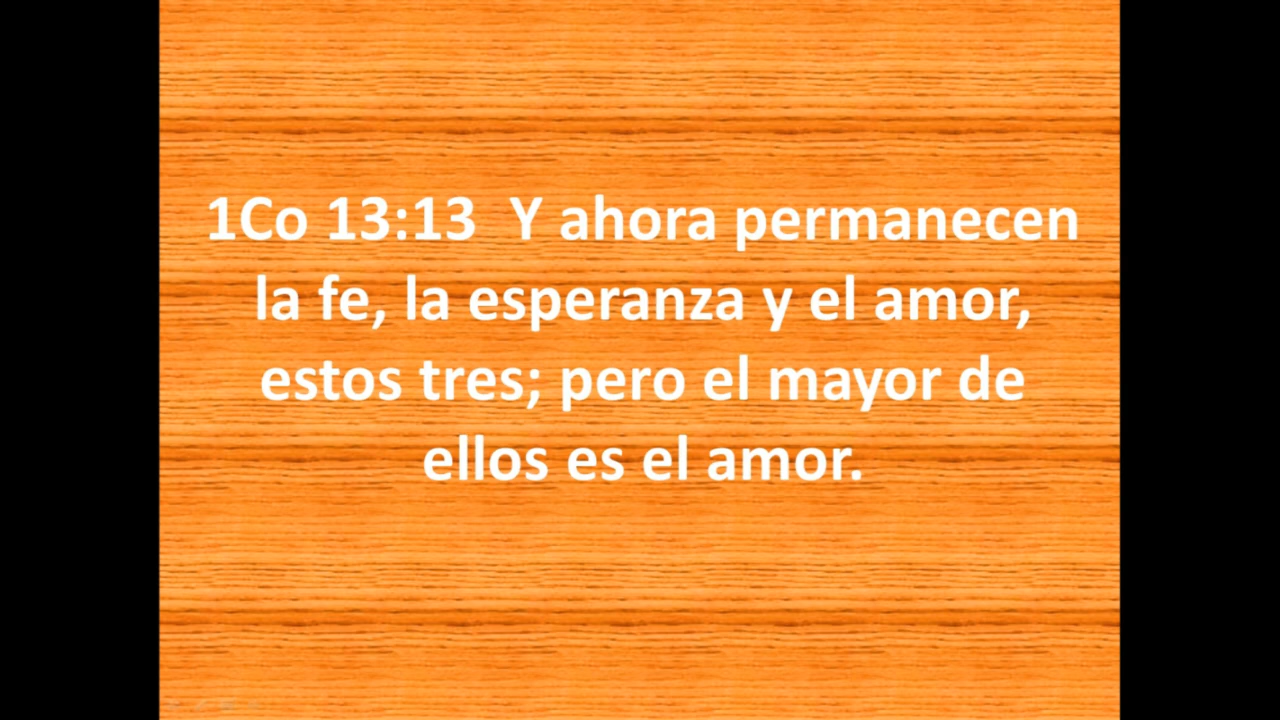 1Co 13:13  Y ahora permanecen
la fe, la esperanza y el amor,
estos tres; pero el mayor de
ellos es el amor.